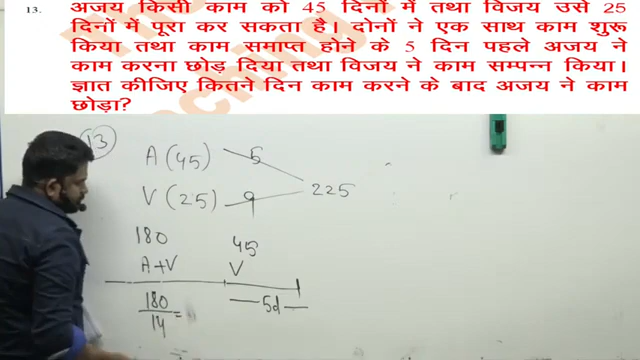 13. अजय किसी काम को 45 दिनों में तथा विजय उसे 25
दिनों में पूरा कर सकता है। दोनों ने एक साथ काम शुरू
किया तथा काम समाप्त होने के 5 दिन पहले अजय ने
काम करना छोड़ दिया तथा विजय ने काम सम्पन्न किया।
ज्ञात कीजिए कितने दिन काम करने के बाद अजय ने काम
छोड़ा?
13
A (45) 5
225
V (25) 9
180 45
A+V V
5d
180/14 =